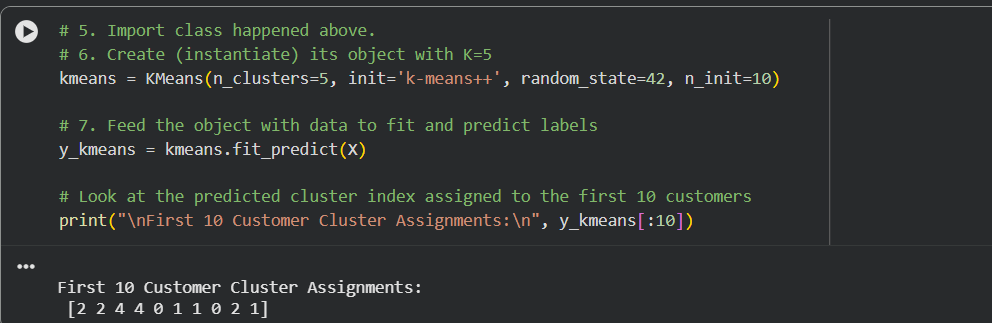 # 5. Import class happened above.
# 6. Create (instantiate) its object with K=5
kmeans = KMeans(n_clusters=5, init='k-means++', random_state=42, n_init=10)
# 7. Feed the object with data to fit and predict labels
y_kmeans = kmeans.fit_predict(X)
# Look at the predicted cluster index assigned to the first 10 customers
print("\nFirst 10 Customer Cluster Assignments:\n", y_kmeans[:10])
First 10 Customer Cluster Assignments:
[2 2 4 4 0 1 1 0 2 1]